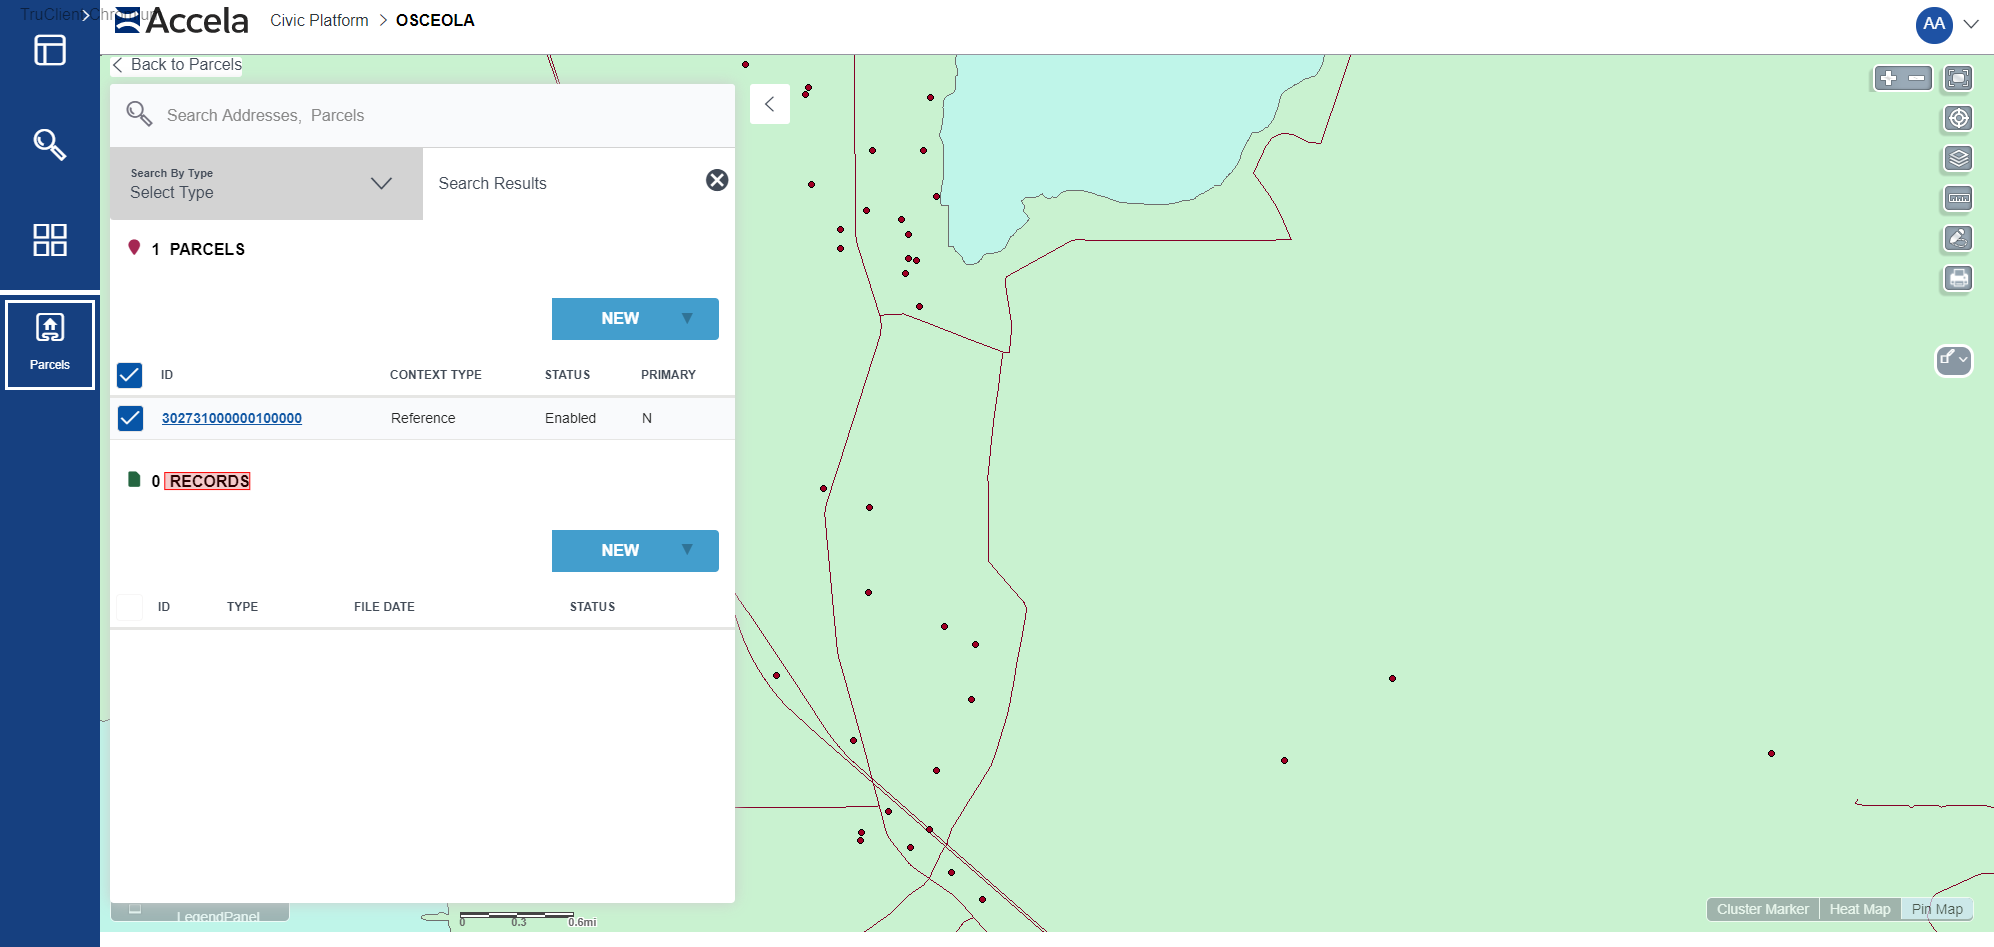 TruClient Chromium
Accela
Civic Platform > OSCEOLA
AA
Back to Parcels
Search Addresses, Parcels
Search By Type
Select Type
Search Results
1 PARCELS
NEW
ID CONTEXT TYPE STATUS PRIMARY
302731000000100000 Reference Enabled N
0 RECORDS
NEW
ID TYPE FILE DATE STATUS
Parcels
LegendPanel
0 0.3 0.6mi
Cluster Marker Heat Map Pin Map